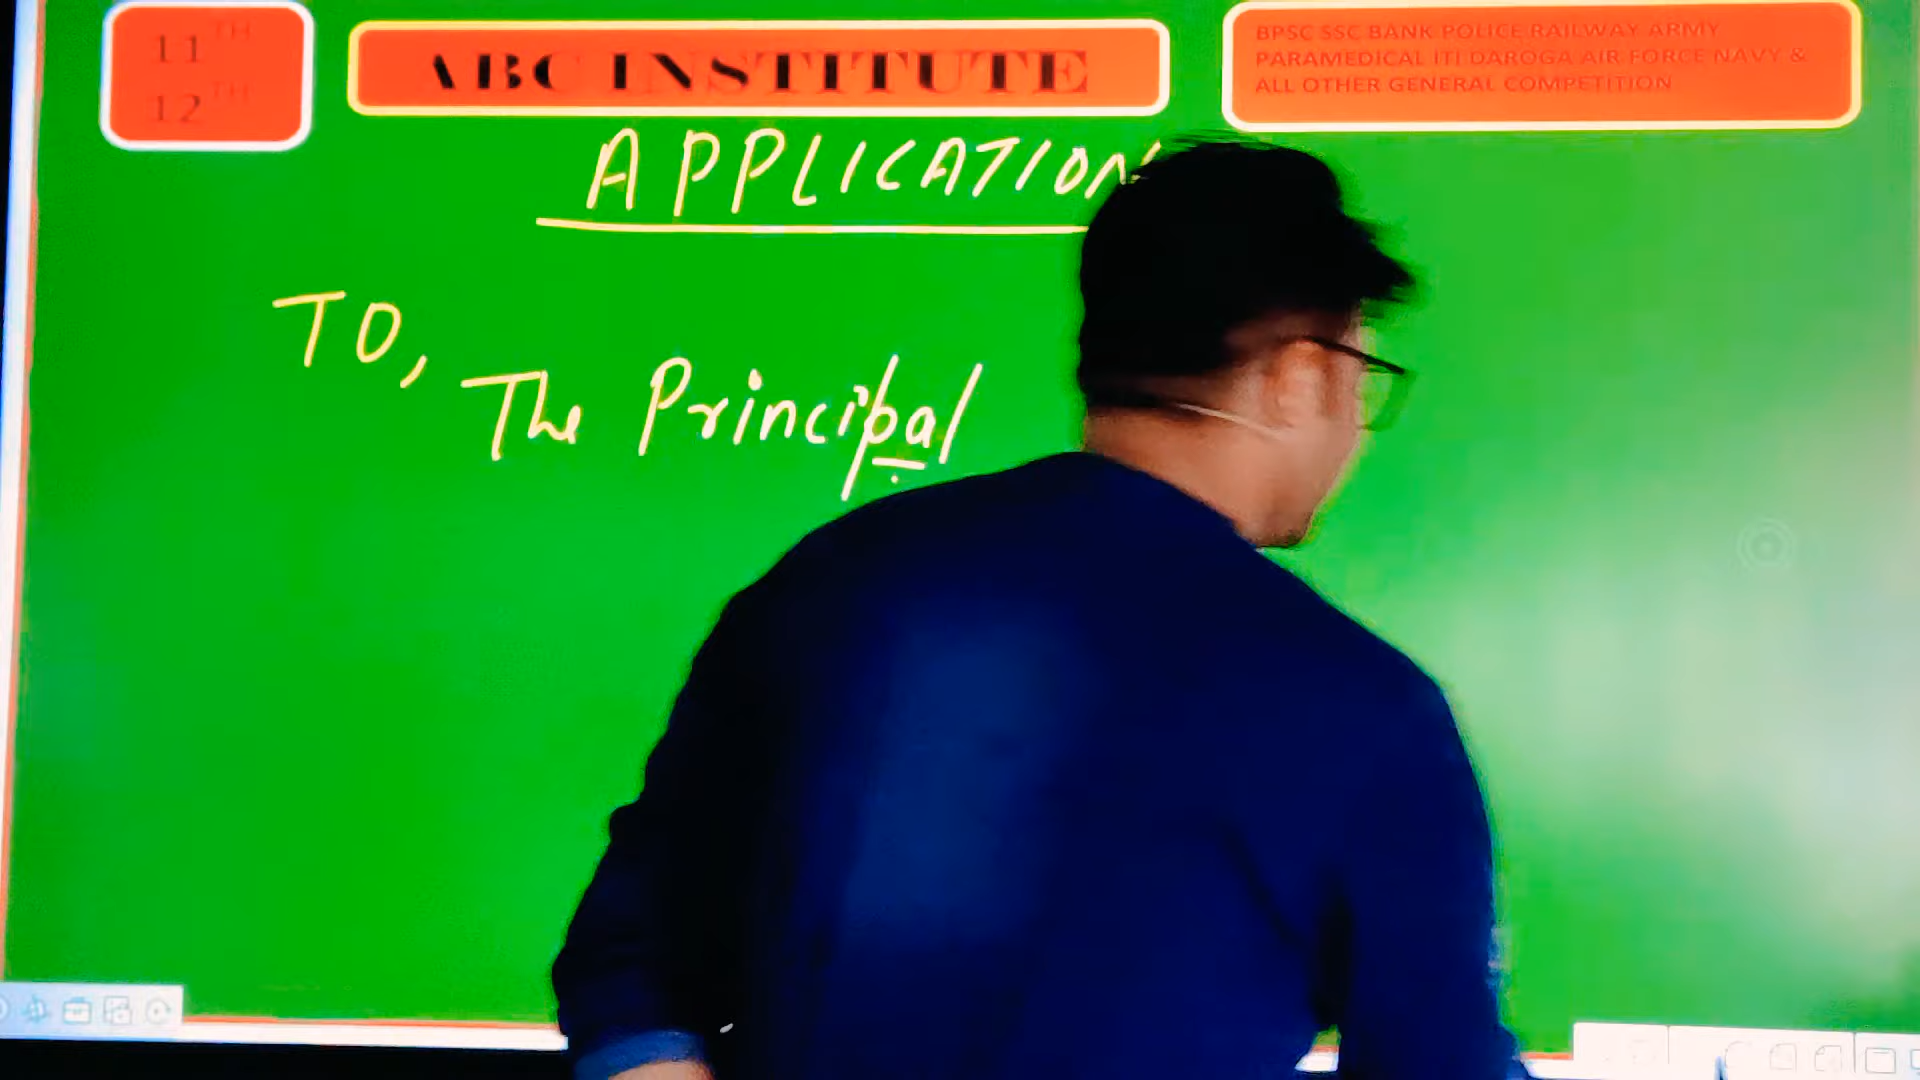 11TH
12TH
ABC INSTITUTE
BPSC SSC BANK POLICE RAILWAY ARMY
PARAMEDICAL ITI DAROGA AIR FORCE NAVY &
ALL OTHER GENERAL COMPETITION
APPLICATION
TO,
The Principal